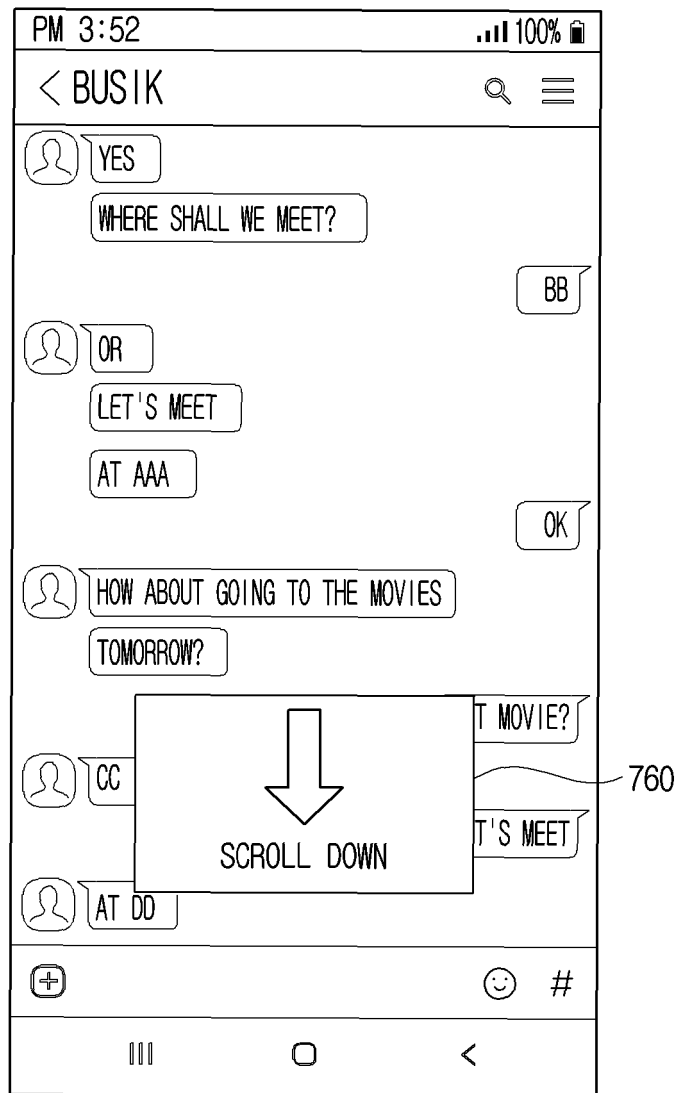 PM 3:52 100%
< BUSIK
YES
WHERE SHALL WE MEET?
BB
OR
LET'S MEET
AT AAA
OK
HOW ABOUT GOING TO THE MOVIES
TOMORROW?
T MOVIE?
CC
760
T'S MEET
SCROLL DOWN
AT DD
#